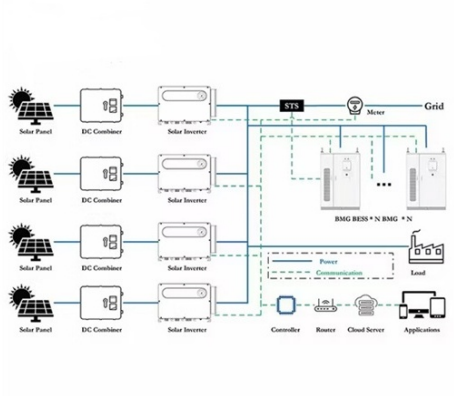 STS
Meter
Grid
Solar Panel DC Combiner Solar Inverter
Solar Panel DC Combiner Solar Inverter
BMG BESS * N BMG * N
Solar Panel DC Combiner Solar Inverter
Power
Communication
Load
Solar Panel DC Combiner Solar Inverter
Controller Router Cloud Server Applications